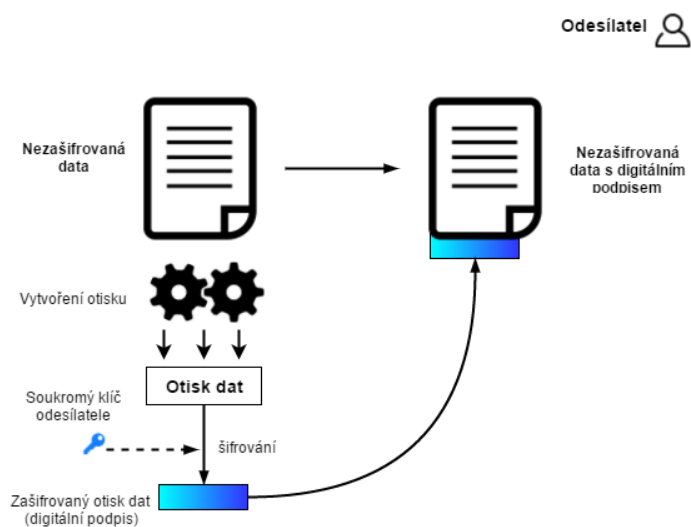 Odesílatel
Nezašifrovaná
data
Nezašifrovaná
data s digitálním
podpisem
Vytvoření otisku
Otisk dat
Soukromý klíč
odesílatele
šifrování
Zašifrovaný otisk dat
(digitální podpis)